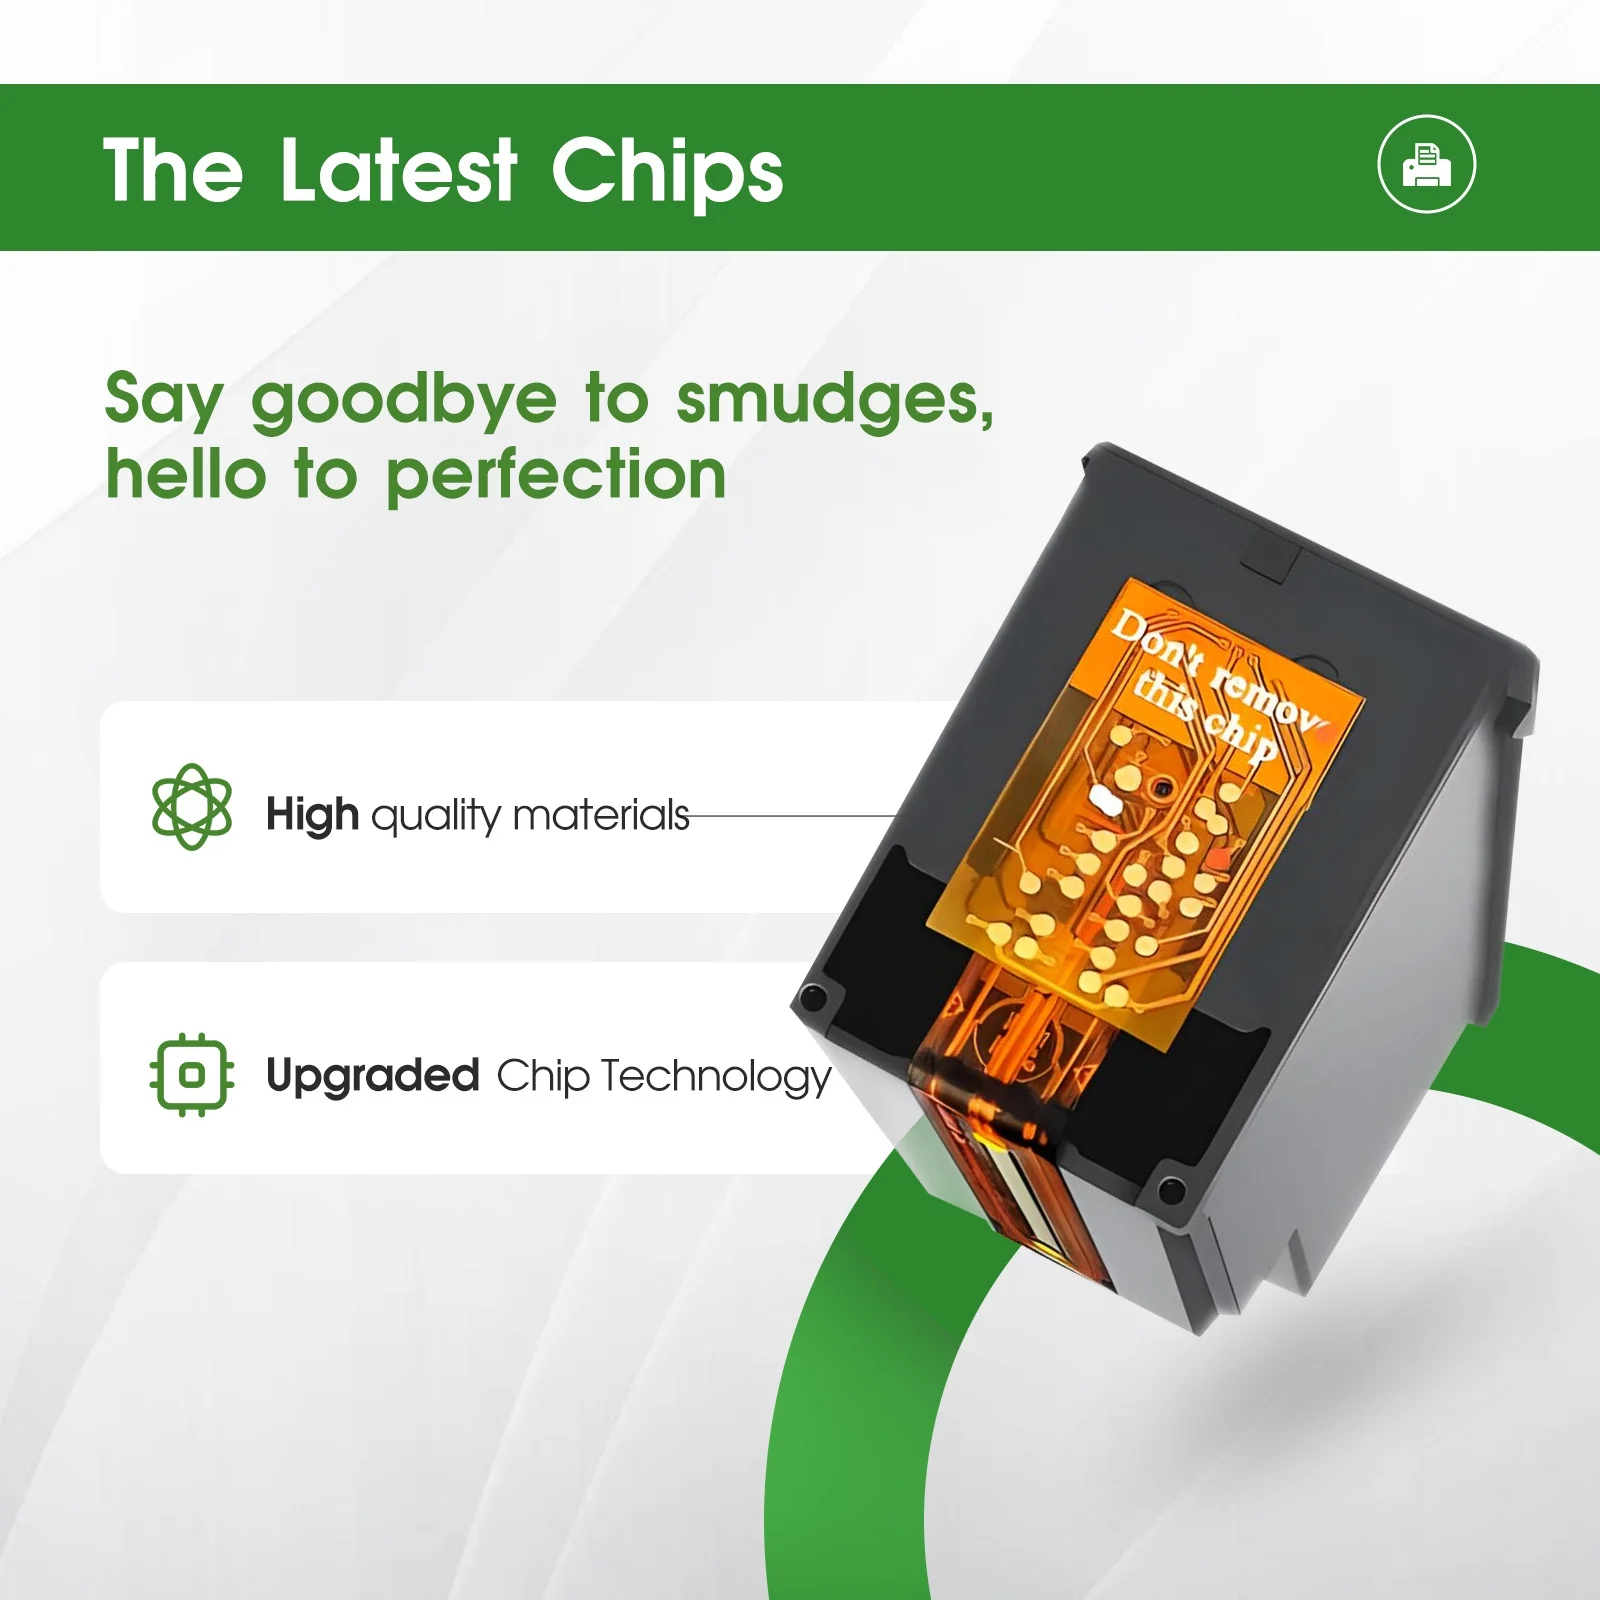 The Latest Chips
Say goodbye to smudges,
hello to perfection
Don't remove
this chip
High quality materials
Upgraded Chip Technology